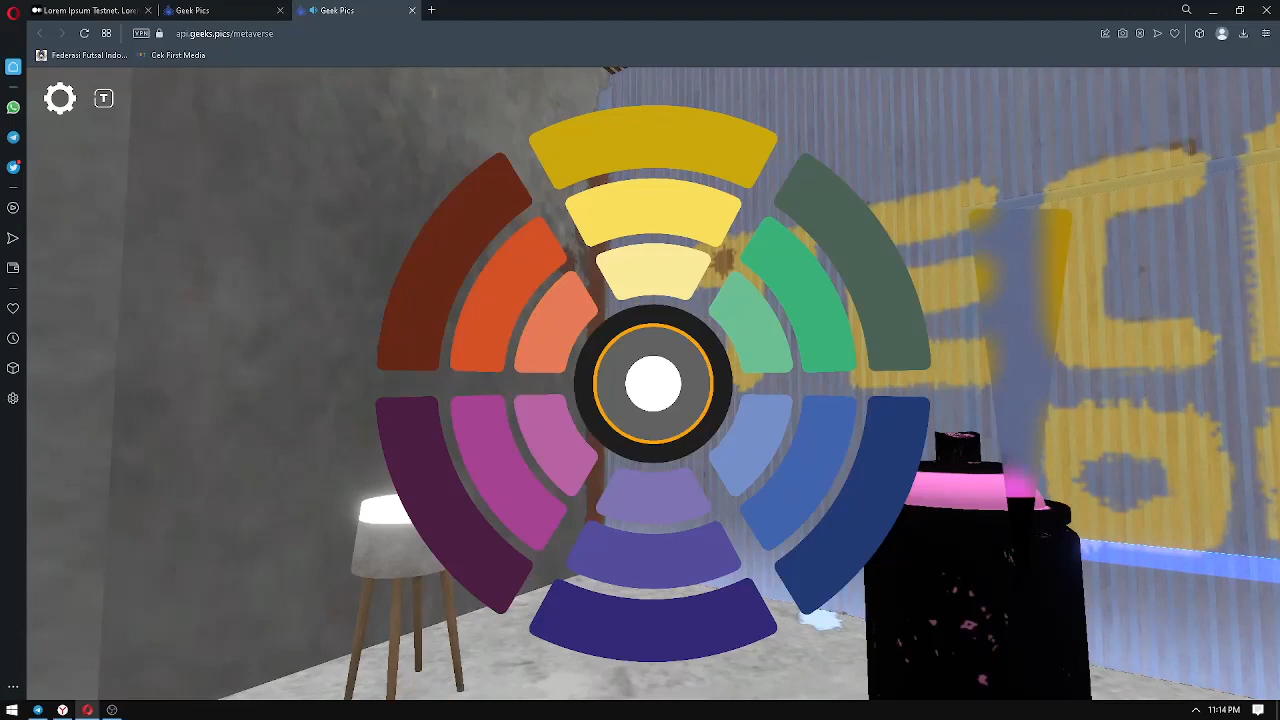 Lorem Ipsum Testnet. Lore
Geek Pics
Geek Pics
VPN
api.geeks.pics/metaverse
Federasi Futsal Indo...
Cek First Media
T
11:14 PM